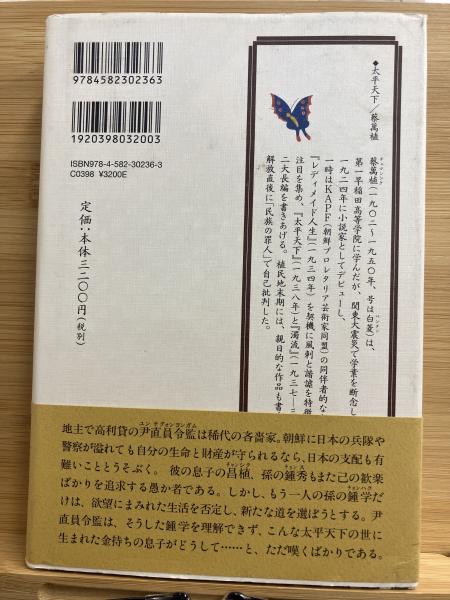 9784582302363
1920398032003
ISBN978-4-582-30236-3
C0398 ¥3200E
定価:本体三二〇〇円(税別)
◆太平天下/蔡萬植
蔡萬植(一九〇二〜一九五〇年、号は白菱)は、
第一早稲田高等学院に学んだが、関東大震災で学業を断念し
一九二四年に小説家としてデビューし、
一時はKAPF(朝鮮プロレタリア芸術家同盟)の同伴者的な
『レディメイド人生』(一九三四年)を契機に風刺と諧謔を特徴
注目を集め、『太平天下』(一九三八年)と『濁流』(一九三七―三
二大長編を書きあげる。植民地末期には、親日的な作品も書
解放直後に「民族の罪人」で自己批判した。
地主で高利貸の尹直員令監は稀代の吝嗇家。朝鮮に日本の兵隊や
警察が溢れても自分の生命と財産が守られるなら、日本の支配も有
難いこととうそぶく。彼の息子の昌植、孫の鍾秀もまた己の歓楽
ばかりを追求する愚か者である。しかし、もう一人の孫の鍾学だ
けは、欲望にまみれた生活を否定し、新たな道を選ぼうとする。尹
直員令監は、そうした鍾学を理解できず、こんな太平天下の世に
生まれた金持ちの息子がどうして……と、ただ嘆くばかりである。